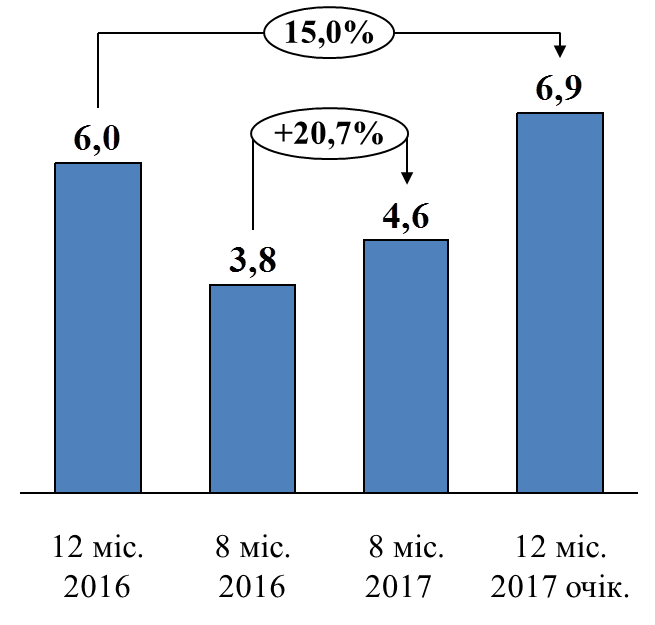 15,0%
6,9
+20,7%
6,0
4,6
3,8
12 міс.
2016
8 міс.
2016
8 міс.
2017
12 міс.
2017 очік.